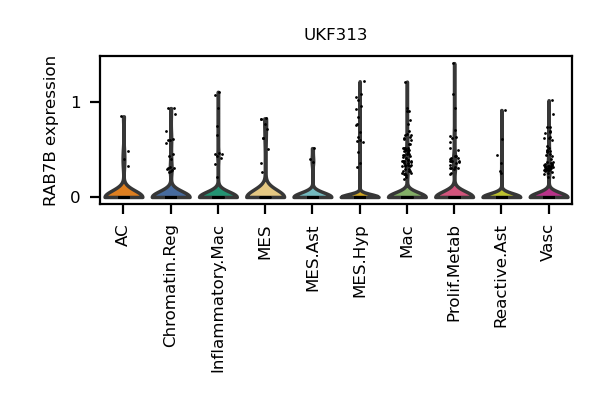 UKF313
RAB7B expression
1
0
AC
Chromatin.Reg
Inflammatory.Mac
MES
MES.Ast
MES.Hyp
Mac
Prolif.Metab
Reactive.Ast
Vasc